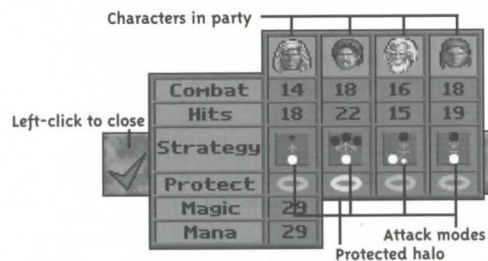 Characters in party
Combat 14 18 16 18
Hits 18 22 15 19
Left-click to close
Strategy
Protect
Magic 29
Mana 29
Attack modes
Protected halo